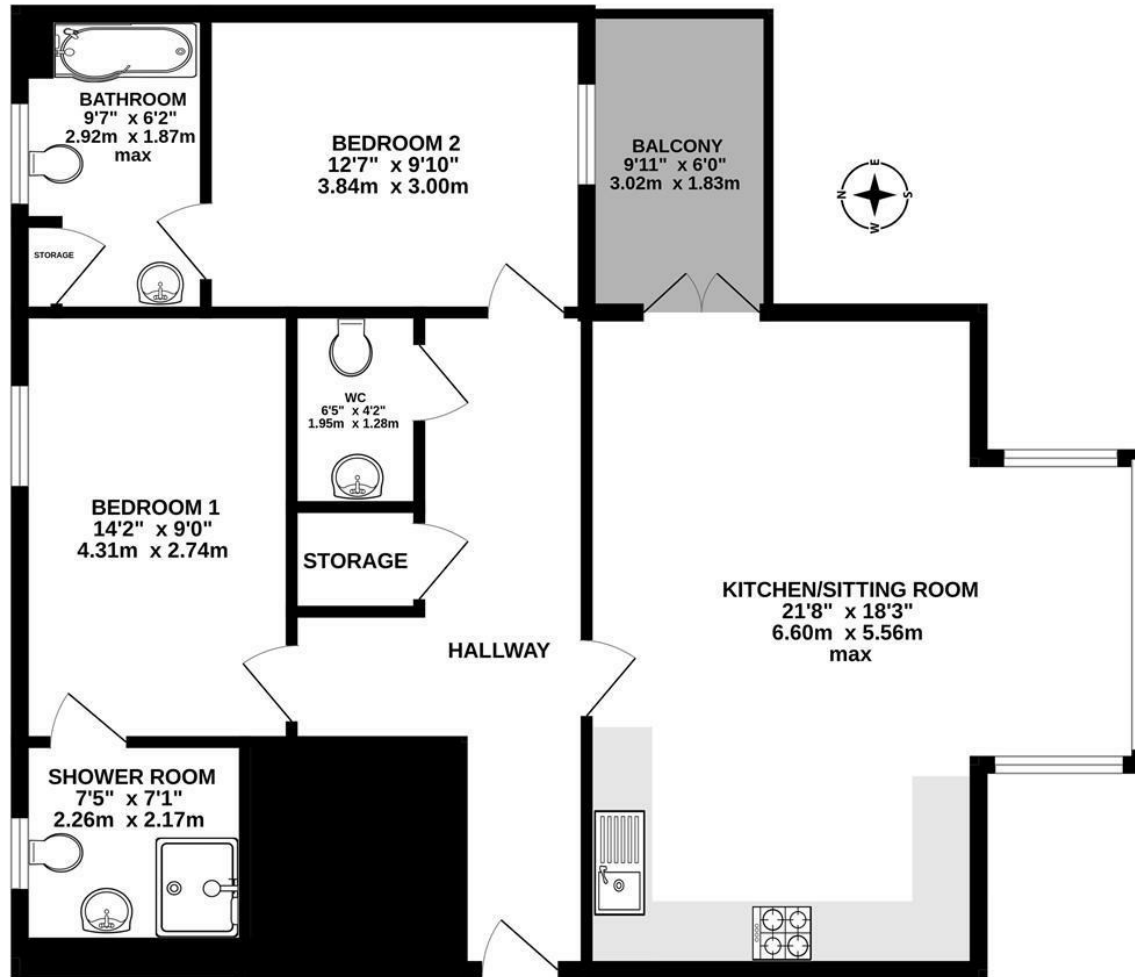 BATHROOM
9'7" x 6'2"
2.92m x 1.87m
max
BEDROOM 2
12'7" x 9'10"
3.84m x 3.00m
BALCONY
9'11" x 6'0"
3.02m x 1.83m
N
E
S
W
STORAGE
WC
6'5" x 4'2"
1.95m x 1.28m
BEDROOM 1
14'2" x 9'0"
4.31m x 2.74m
STORAGE
KITCHEN/SITTING ROOM
21'8" x 18'3"
6.60m x 5.56m
max
HALLWAY
SHOWER ROOM
7'5" x 7'1"
2.26m x 2.17m